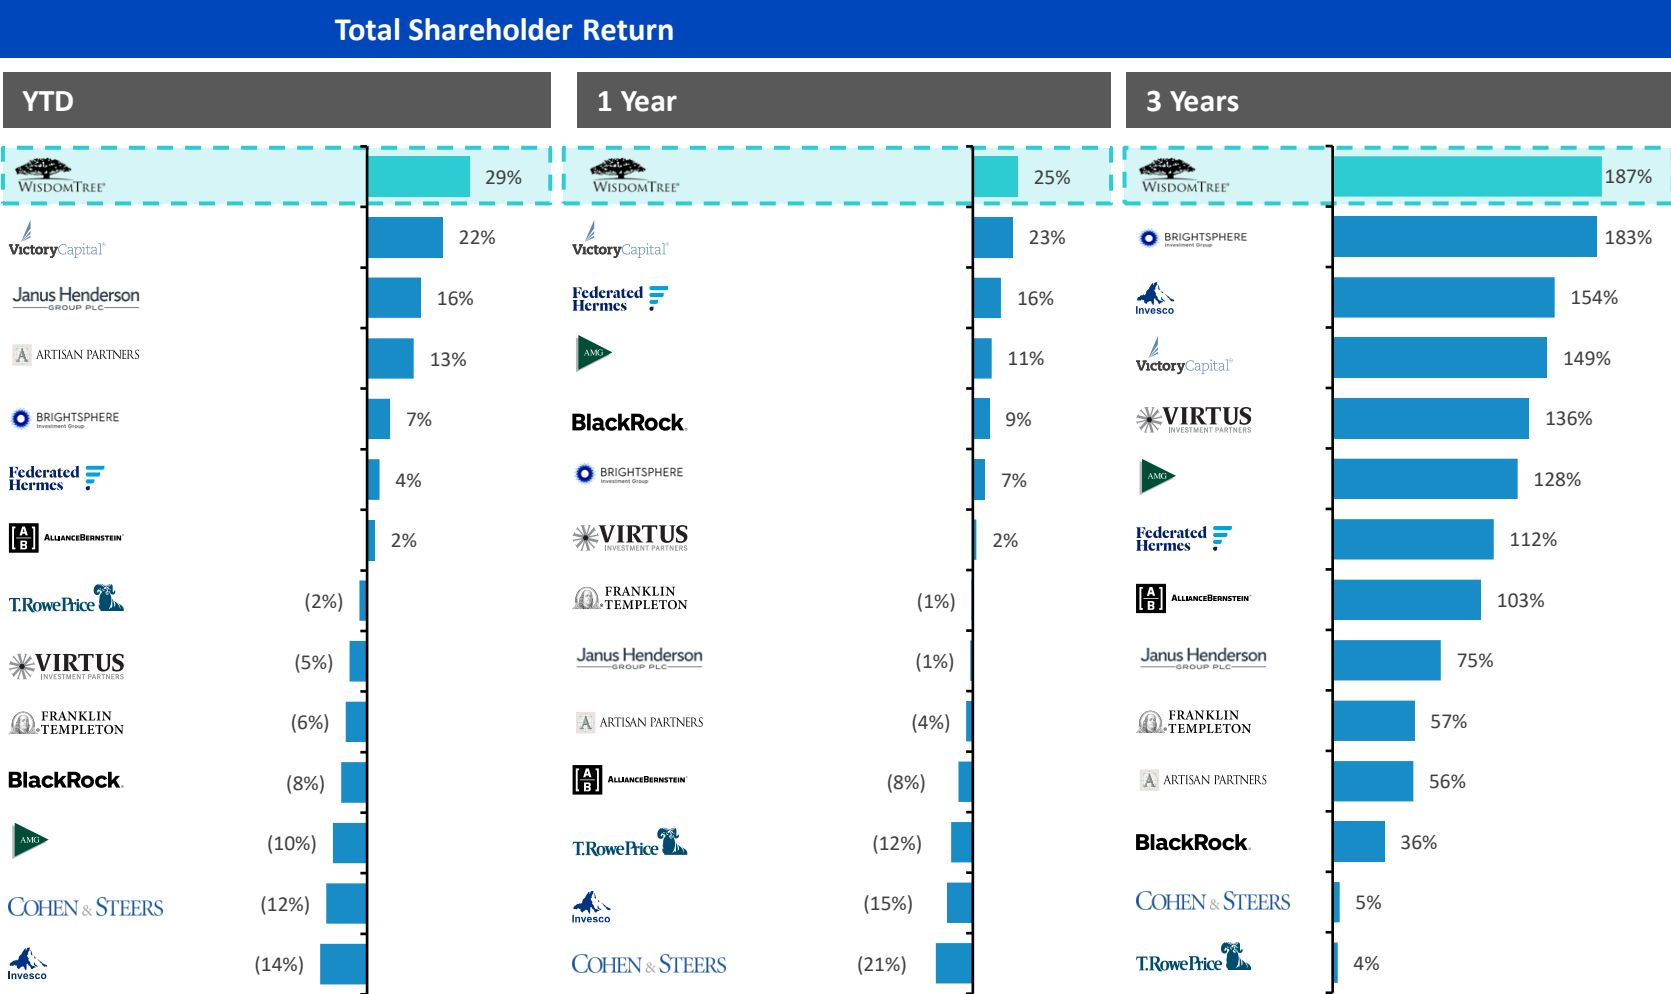 Total Shareholder Return
YTD
WISDOMTREE®
29%
VictoryCapital®
22%
Janus Henderson
GROUP PLC
16%
A ARTISAN PARTNERS
13%
BRIGHTSPHERE
Investment Group
7%
Federated
Hermes
4%
[A/B] ALLIANCEBERNSTEIN®
2%
T.RowePrice
(2%)
VIRTUS
INVESTMENT PARTNERS
(5%)
FRANKLIN
TEMPLETON
(6%)
BlackRock.
(8%)
AMG
(10%)
COHEN & STEERS
(12%)
Invesco
(14%)
1 Year
WISDOMTREE®
25%
VictoryCapital®
23%
Federated
Hermes
16%
AMG
11%
BlackRock.
9%
BRIGHTSPHERE
Investment Group
7%
VIRTUS
INVESTMENT PARTNERS
2%
FRANKLIN
TEMPLETON
(1%)
Janus Henderson
GROUP PLC
(1%)
A ARTISAN PARTNERS
(4%)
[A/B] ALLIANCEBERNSTEIN®
(8%)
T.RowePrice
(12%)
Invesco
(15%)
COHEN & STEERS
(21%)
3 Years
WISDOMTREE®
187%
BRIGHTSPHERE
Investment Group
183%
Invesco
154%
VictoryCapital®
149%
VIRTUS
INVESTMENT PARTNERS
136%
AMG
128%
Federated
Hermes
112%
[A/B] ALLIANCEBERNSTEIN®
103%
Janus Henderson
GROUP PLC
75%
FRANKLIN
TEMPLETON
57%
A ARTISAN PARTNERS
56%
BlackRock.
36%
COHEN & STEERS
5%
T.RowePrice
4%